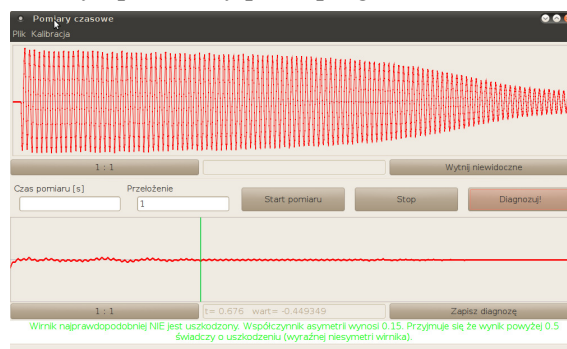 Pomiary czasowe
Plik Kalibracja
1 : 1
Wytnij niewidoczne
Czas pomiaru [s]
Przełożenie
1
Start pomiaru
Stop
Diagnozuj!
1 : 1
t= 0.676 wart= -0.449349
Zapisz diagnozę
Wirnik najprawdopodobniej NIE jest uszkodzony. Współczynnik asymetrii wynosi 0.15. Przyjmuje się że wynik powyżej 0.5
świadczy o uszkodzeniu (wyraźnej niesymetri wirnika).